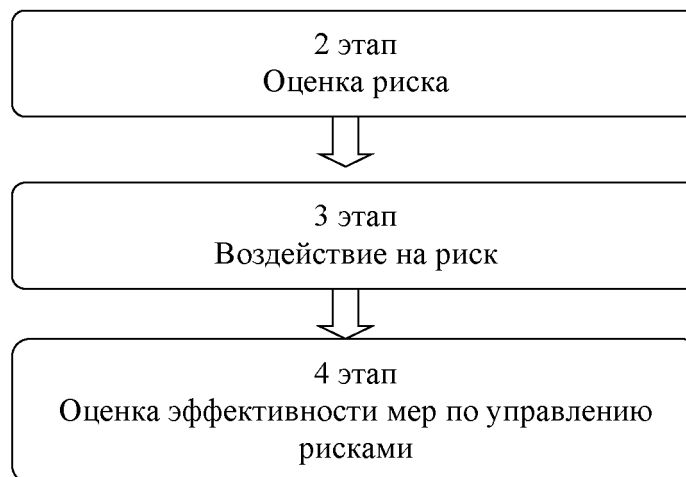 2 этап
Оценка риска
3 этап
Воздействие на риск
4 этап
Оценка эффективности мер по управлению
рисками